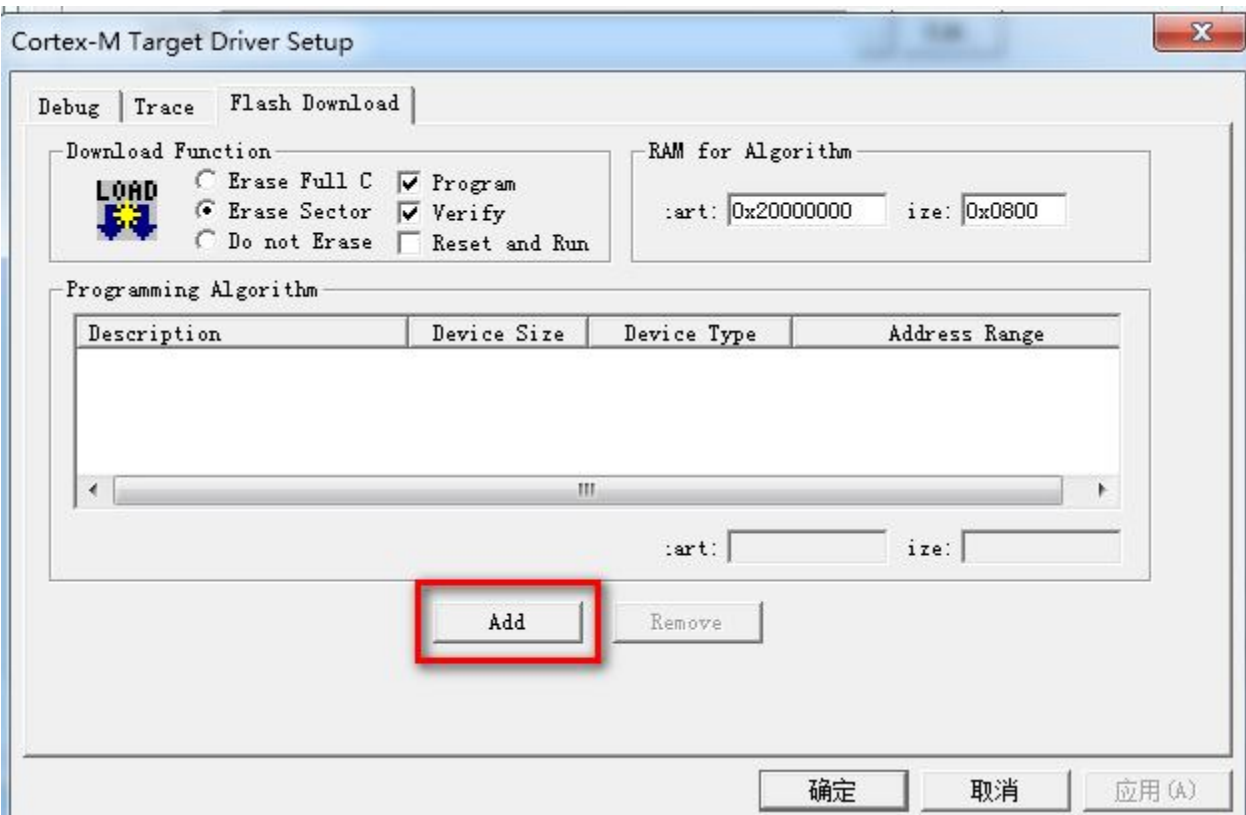 Cortex-M Target Driver Setup
Debug Trace Flash Download
Download Function
LOAD
Erase Full C Program
Erase Sector Verify
Do not Erase Reset and Run
RAM for Algorithm
:art: 0x20000000 ize: 0x0800
Programming Algorithm
Description Device Size Device Type Address Range
:art: ize:
Add Remove
确定 取消 应用(A)